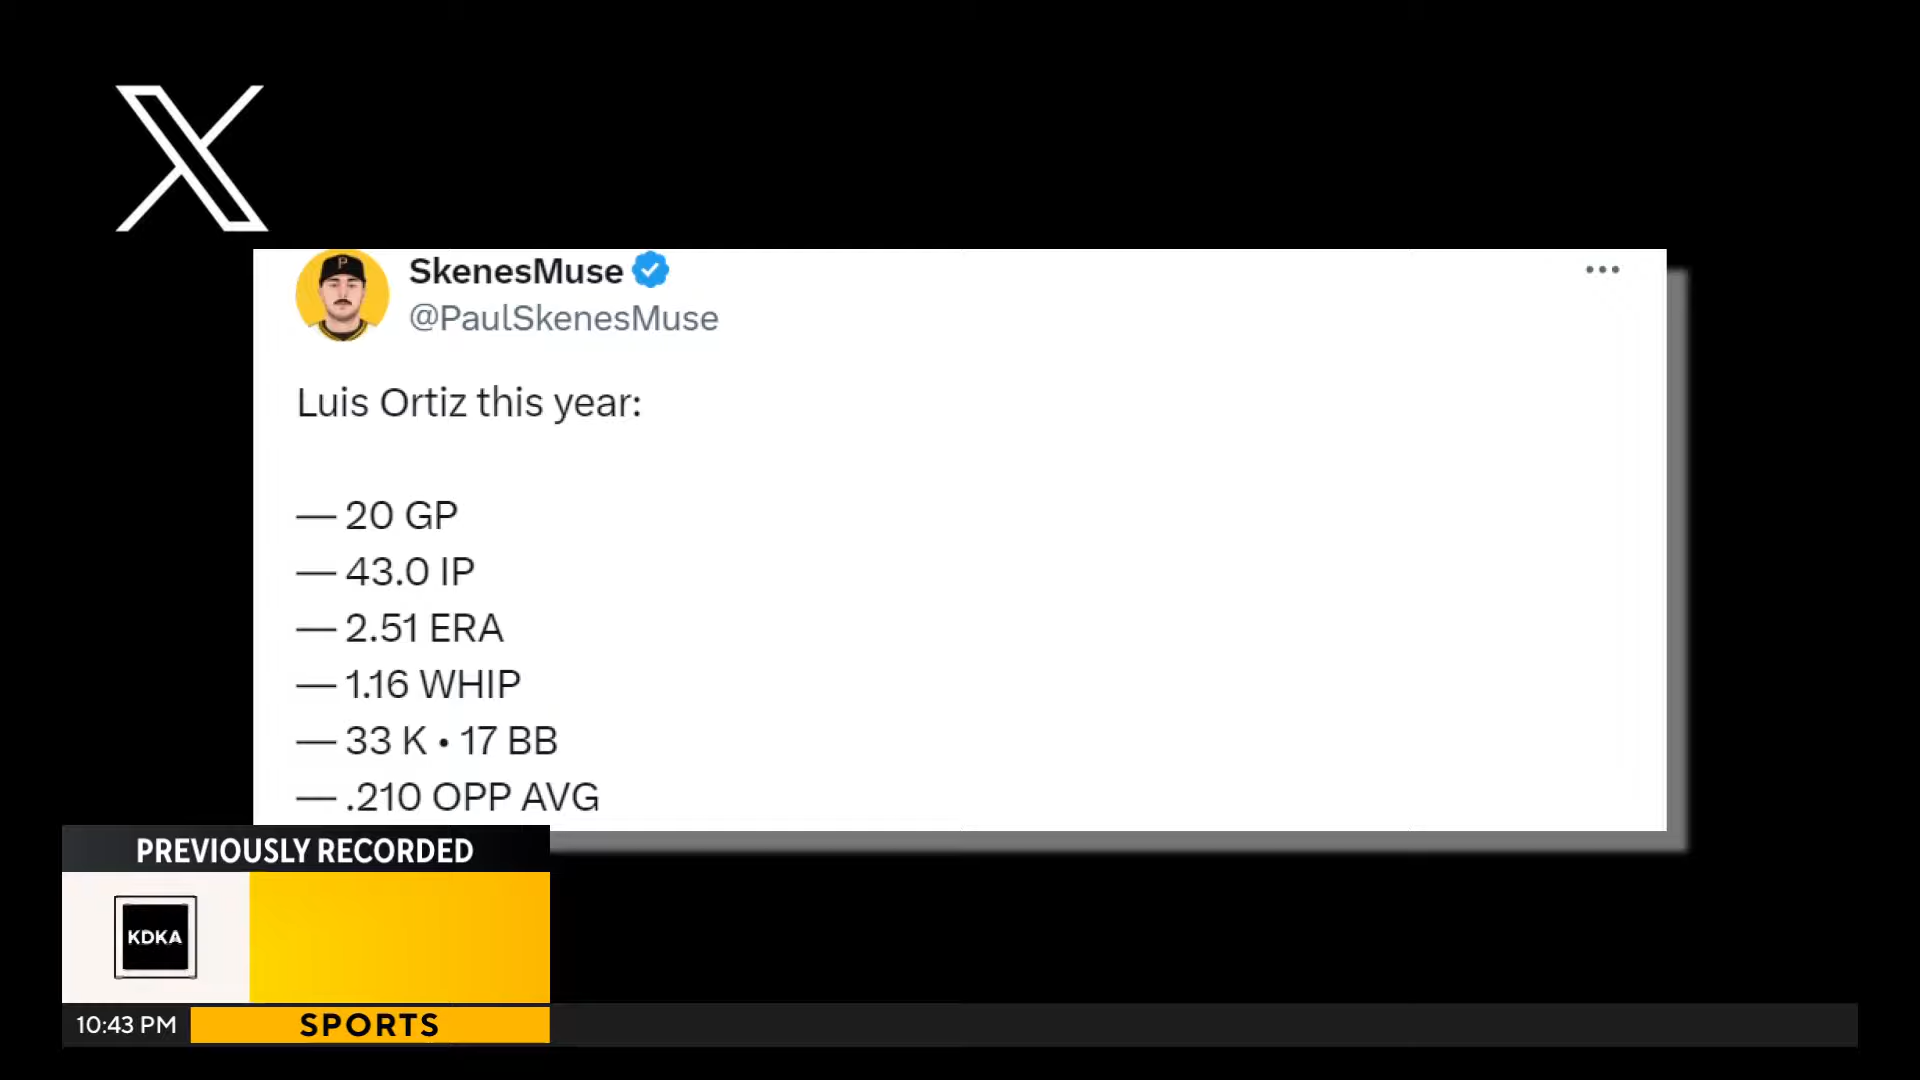 SkenesMuse
@PaulSkenesMuse
Luis Ortiz this year:
— 20 GP
— 43.0 IP
— 2.51 ERA
— 1.16 WHIP
— 33 K • 17 BB
— .210 OPP AVG
PREVIOUSLY RECORDED
KDKA
10:43 PM
SPORTS